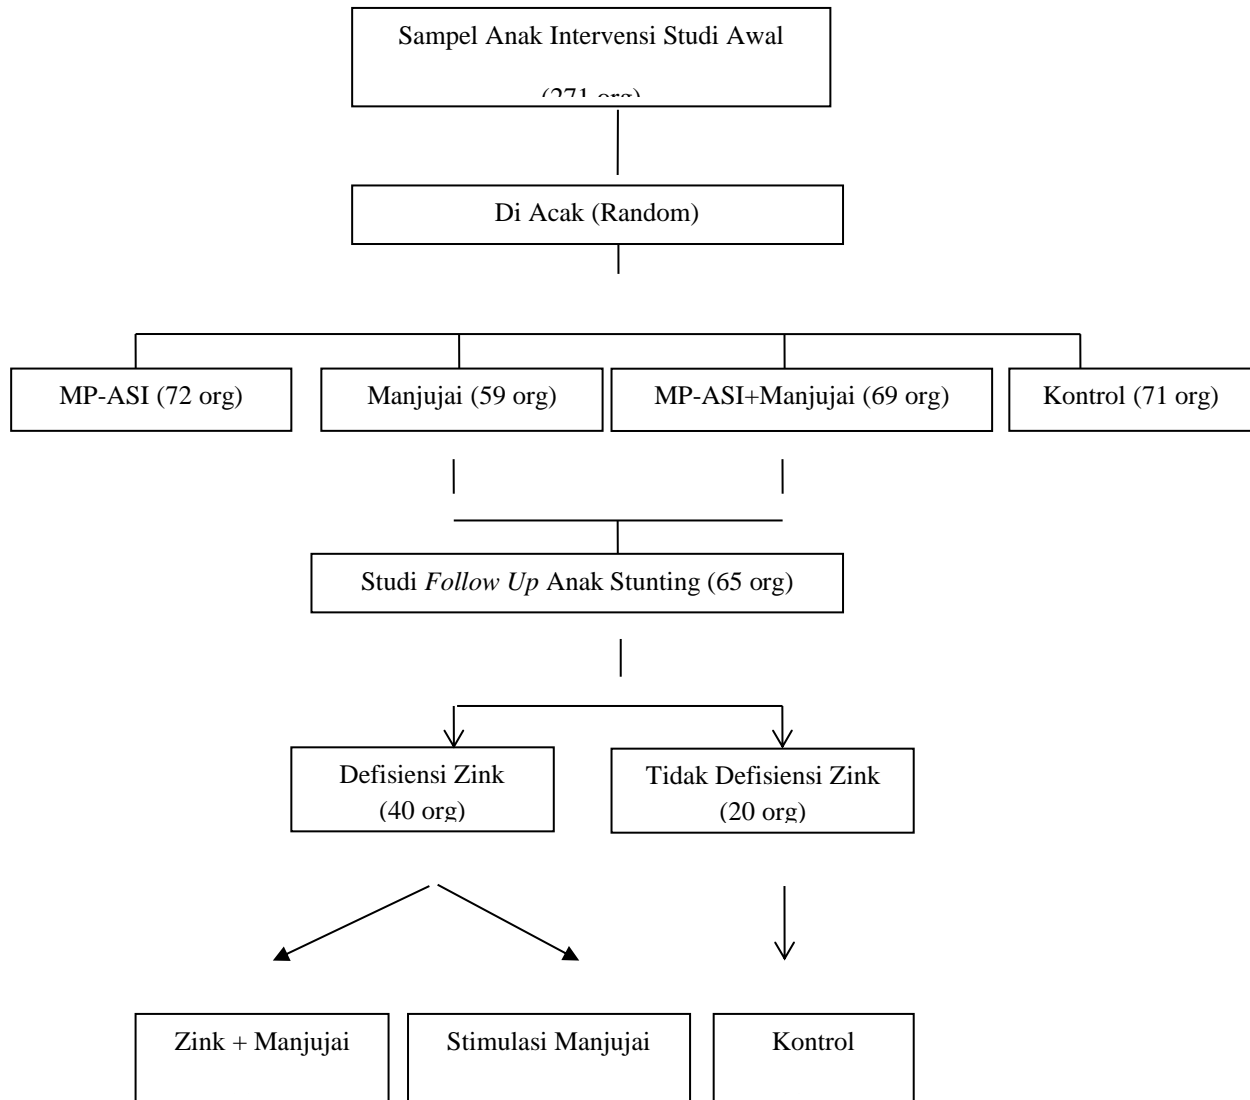 Sampel Anak Intervensi Studi Awal
(271 org)
Di Acak (Random)
MP-ASI (72 org)
Manjujai (59 org)
MP-ASI+Manjujai (69 org)
Kontrol (71 org)
Studi Follow Up Anak Stunting (65 org)
Defisiensi Zink
(40 org)
Tidak Defisiensi Zink
(20 org)
Zink + Manjujai
Stimulasi Manjujai
Kontrol